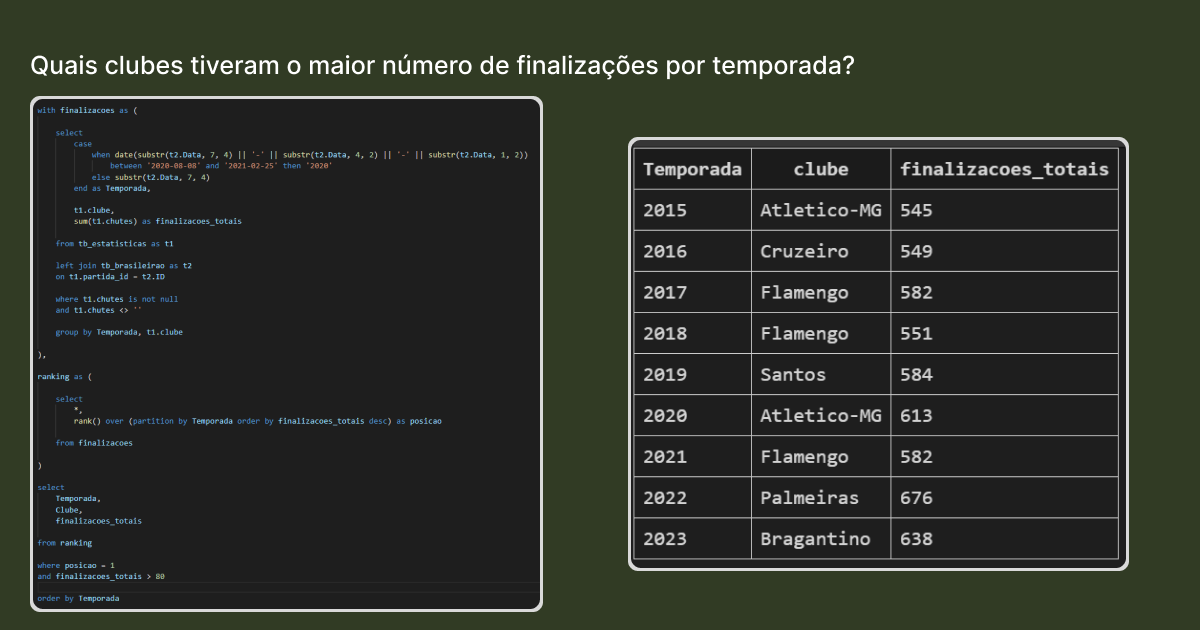 Quais clubes tiveram o maior número de finalizações por temporada?
with finalizacoes as (
select
case
when date(substr(t2.Data, 7, 4) || '-' || substr(t2.Data, 4, 2) || '-' || substr(t2.Data, 1, 2))
between '2020-08-08' and '2021-02-25' then '2020'
else substr(t2.Data, 7, 4)
end as Temporada,
t1.clube,
sum(t1.chutes) as finalizacoes_totais
from tb_estatisticas as t1
left join tb_brasileirao as t2
on t1.partida_id = t2.ID
where t1.chutes is not null
and t1.chutes <> ''
group by Temporada, t1.clube
),
ranking as (
select
*,
rank() over (partition by Temporada order by finalizacoes_totais desc) as posicao
from finalizacoes
)
select
Temporada,
Clube,
finalizacoes_totais
from ranking
where posicao = 1
and finalizacoes_totais > 80
order by Temporada
Temporada clube finalizacoes_totais
2015 Atletico-MG 545
2016 Cruzeiro 549
2017 Flamengo 582
2018 Flamengo 551
2019 Santos 584
2020 Atletico-MG 613
2021 Flamengo 582
2022 Palmeiras 676
2023 Bragantino 638